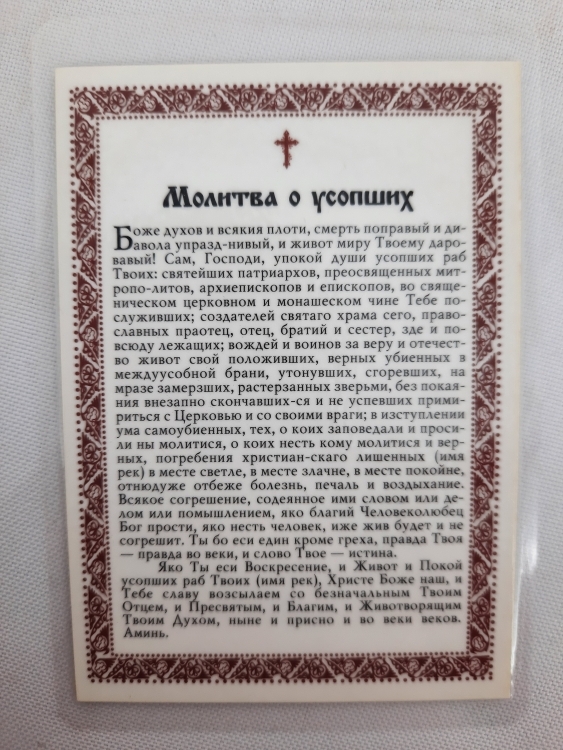 Молитва о усопших
Боже духов и всякия плоти, смерть поправый и ди-
авола упразд-нивый, и живот миру Твоему даро-
вавый! Сам, Господи, упокой души усопших раб
Твоих: святейших патриархов, преосвященных мит-
ропо-литов, архиепископов и епископов, во свяще-
ническом церковном и монашеском чине Тебе по-
служивших; создателей святаго храма сего, право-
славных праотец, отец, братий и сестер, зде и по-
всюду лежащих; вождей и воинов за веру и отечест-
во живот свой положивших, верных убиенных в
междуусобной брани, утонувших, сгоревших, на
мразе замерзших, растерзанных зверьми, без покая-
ния внезапно скончавших-ся и не успевших прими-
риться с Церковью и со своими враги; в изступлении
ума самоубиенных, тех, о коих заповедали и проси-
ли ны молитися, о коих несть кому молитися и вер-
ных, погребения христиан-скаго лишенных (имя
рек) в месте светле, в месте злачне, в месте покойне,
отнюдуже отбеже болезнь, печаль и воздыхание.
Всякое согрешение, содеянное ими словом или де-
лом или помышлением, яко благий Человеколюбец
Бог прости, яко несть человек, иже жив будет и не
согрешит. Ты бо еси един кроме греха, правда Твоя
— правда во веки, и слово Твое — истина.
Яко Ты еси Воскресение, и Живот и Покой
усопших раб Твоих (имя рек), Христе Боже наш, и
Тебе славу возсылаем со безначальным Твоим
Отцем, и Пресвятым, и Благим, и Животворящим
Твоим Духом, ныне и присно и во веки веков.
Аминь.